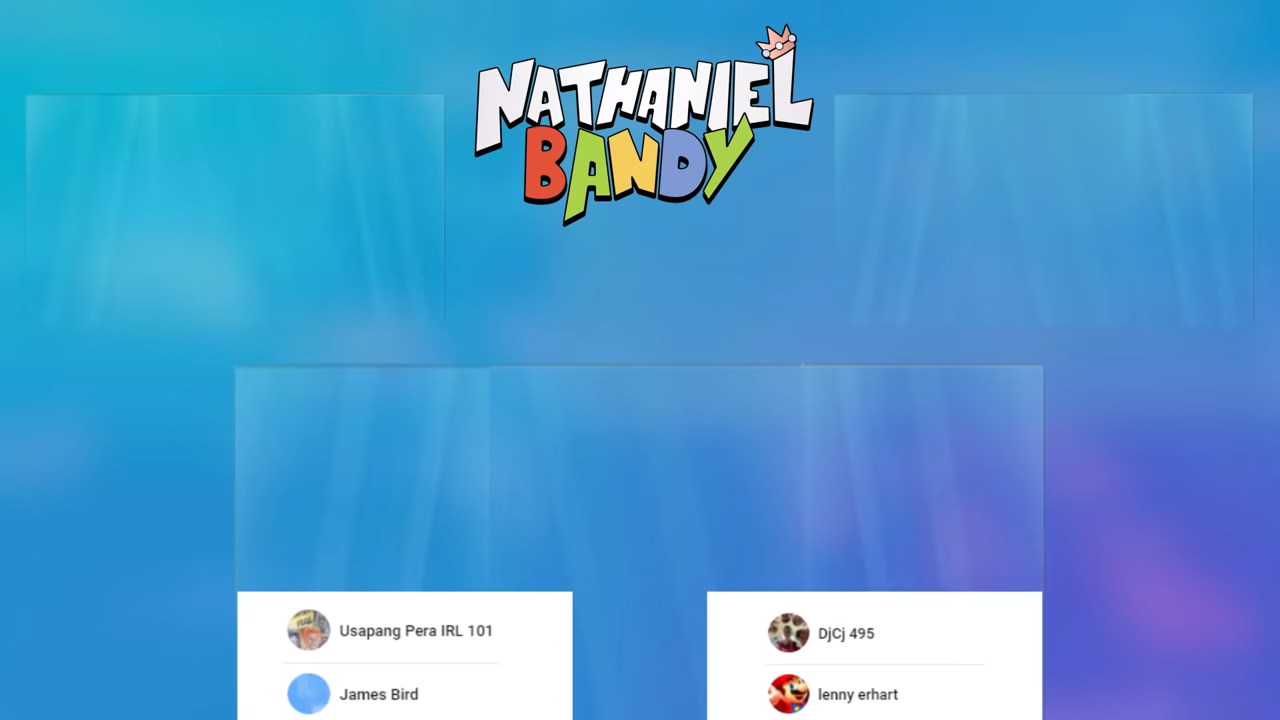 NATHANIEL
BANDY
Usapang Pera IRL 101
James Bird
DjCj 495
lenny erhart